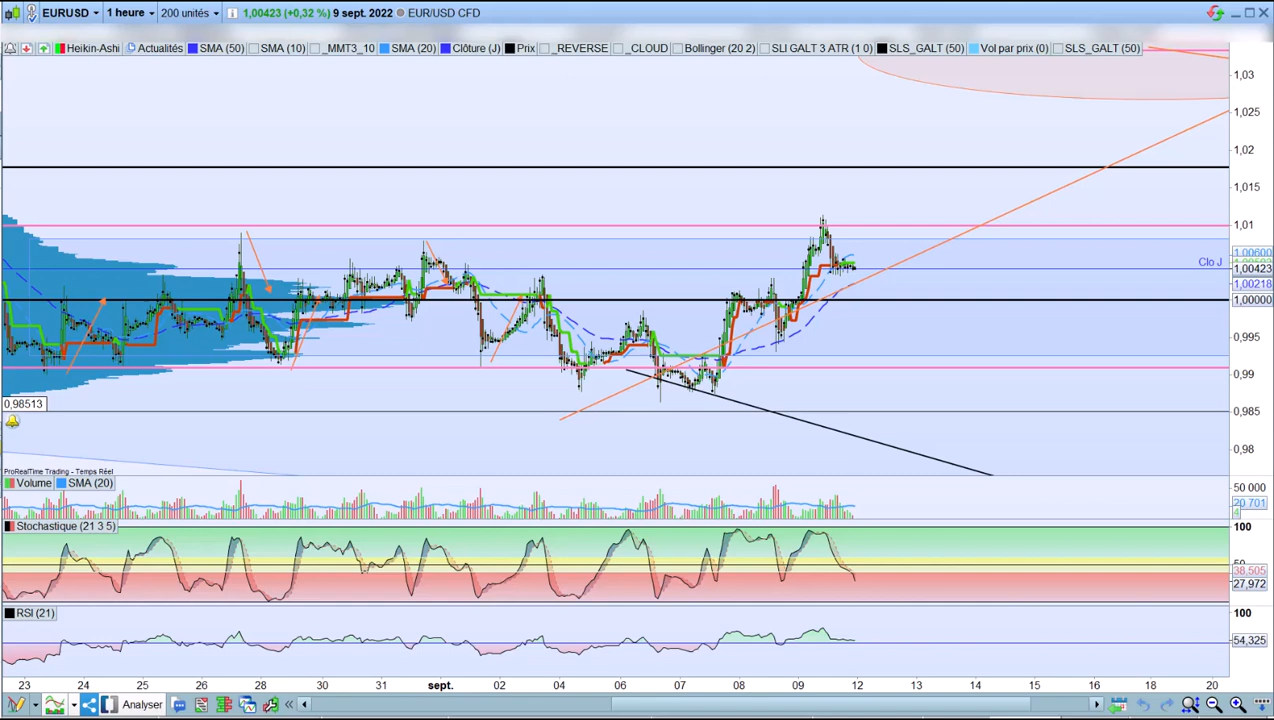 EURUSD 1 heure 200 unités 1,00423 (+0,32 %) 9 sept. 2022 EUR/USD CFD
Heikin-Ashi Actualités SMA (50) SMA (10) _MMT3_10 SMA (20) Clôture (J) Prix _REVERSE _CLOUD Bollinger (20 2) SLI GALT 3 ATR (1 0) SLS_GALT (50) Vol par prix (0) SLS_GALT (50)
1,03
1,025
1,02
1,015
1,01
1,00600
Clo J
1,00423
1,00218
1,00000
0,995
0,99
0,98513
0,985
0,98
ProRealTime Trading - Temps Réel
Volume SMA (20)
50 000
20 701
Stochastique (21 3 5)
100
50
38,505
27,972
RSI (21)
100
54,325
23 24 25 26 28 30 31 sept. 02 04 06 07 08 09 12 13 14 16 18 20
Analyser